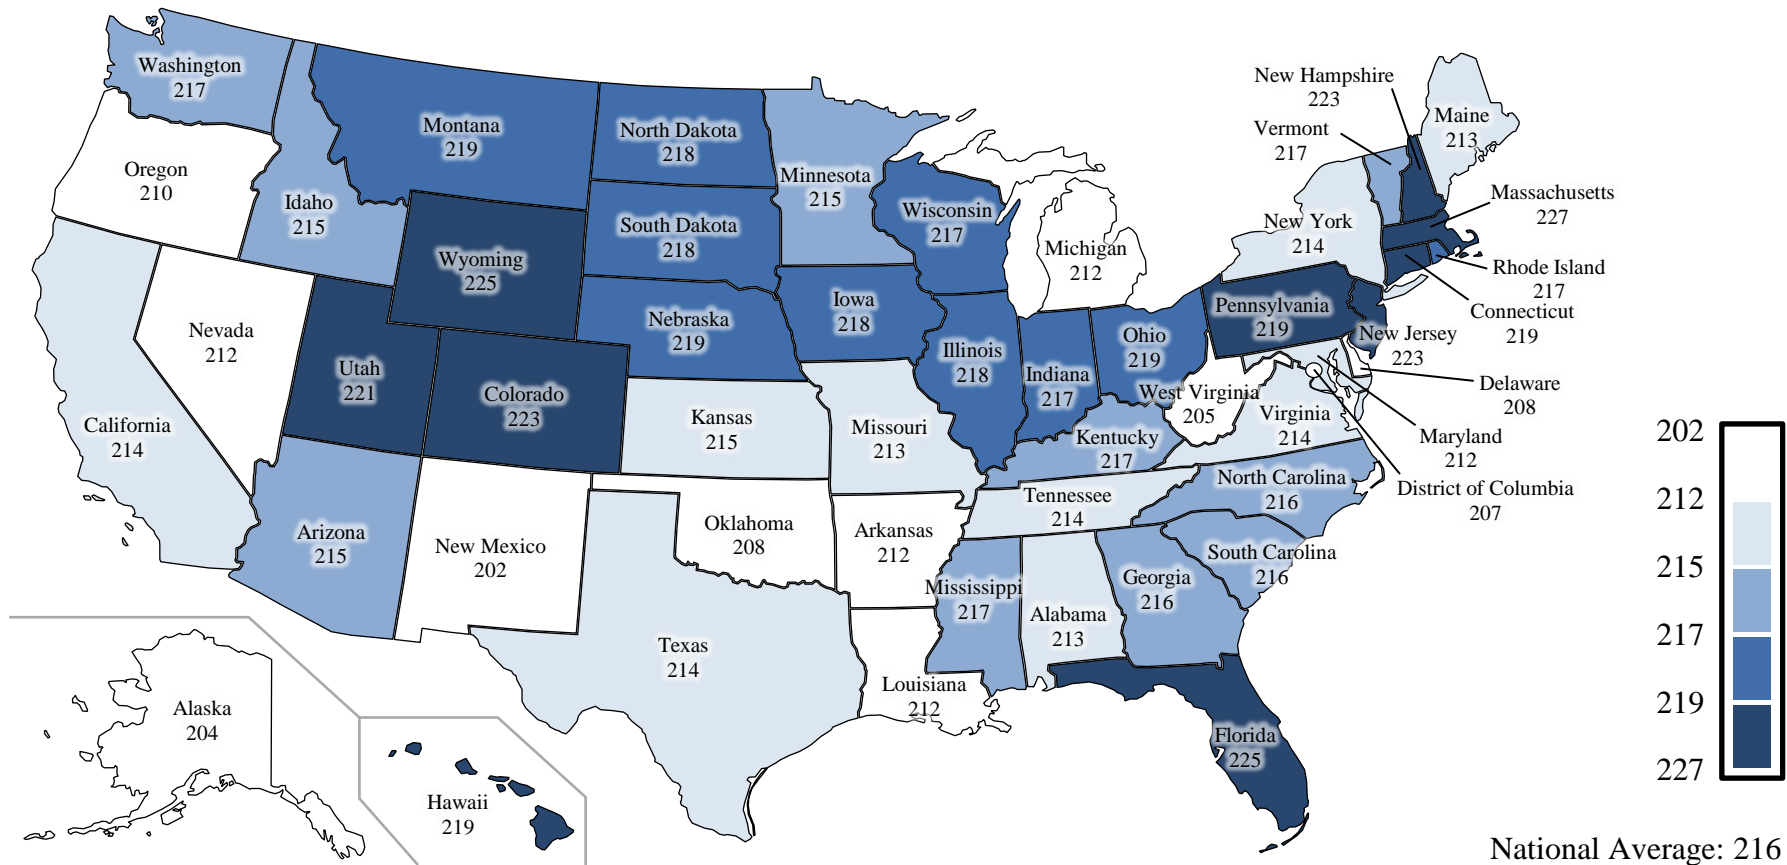 Washington
217
Oregon
210
California
214
Nevada
212
Idaho
215
Montana
219
Wyoming
225
Utah
221
Colorado
223
Arizona
215
New Mexico
202
North Dakota
218
South Dakota
218
Nebraska
219
Kansas
215
Oklahoma
208
Texas
214
Minnesota
215
Iowa
218
Missouri
213
Arkansas
212
Louisiana
212
Wisconsin
217
Illinois
218
Michigan
212
Indiana
217
Ohio
219
Kentucky
217
Tennessee
214
Mississippi
217
Alabama
213
Georgia
216
Florida
225
South Carolina
216
North Carolina
216
Virginia
214
West Virginia
205
Pennsylvania
219
New York
214
Vermont
217
New Hampshire
223
Maine
213
Massachusetts
227
Rhode Island
217
Connecticut
219
New Jersey
223
Delaware
208
Maryland
212
District of Columbia
207
Alaska
204
Hawaii
219
202
212
215
217
219
227
National Average: 216